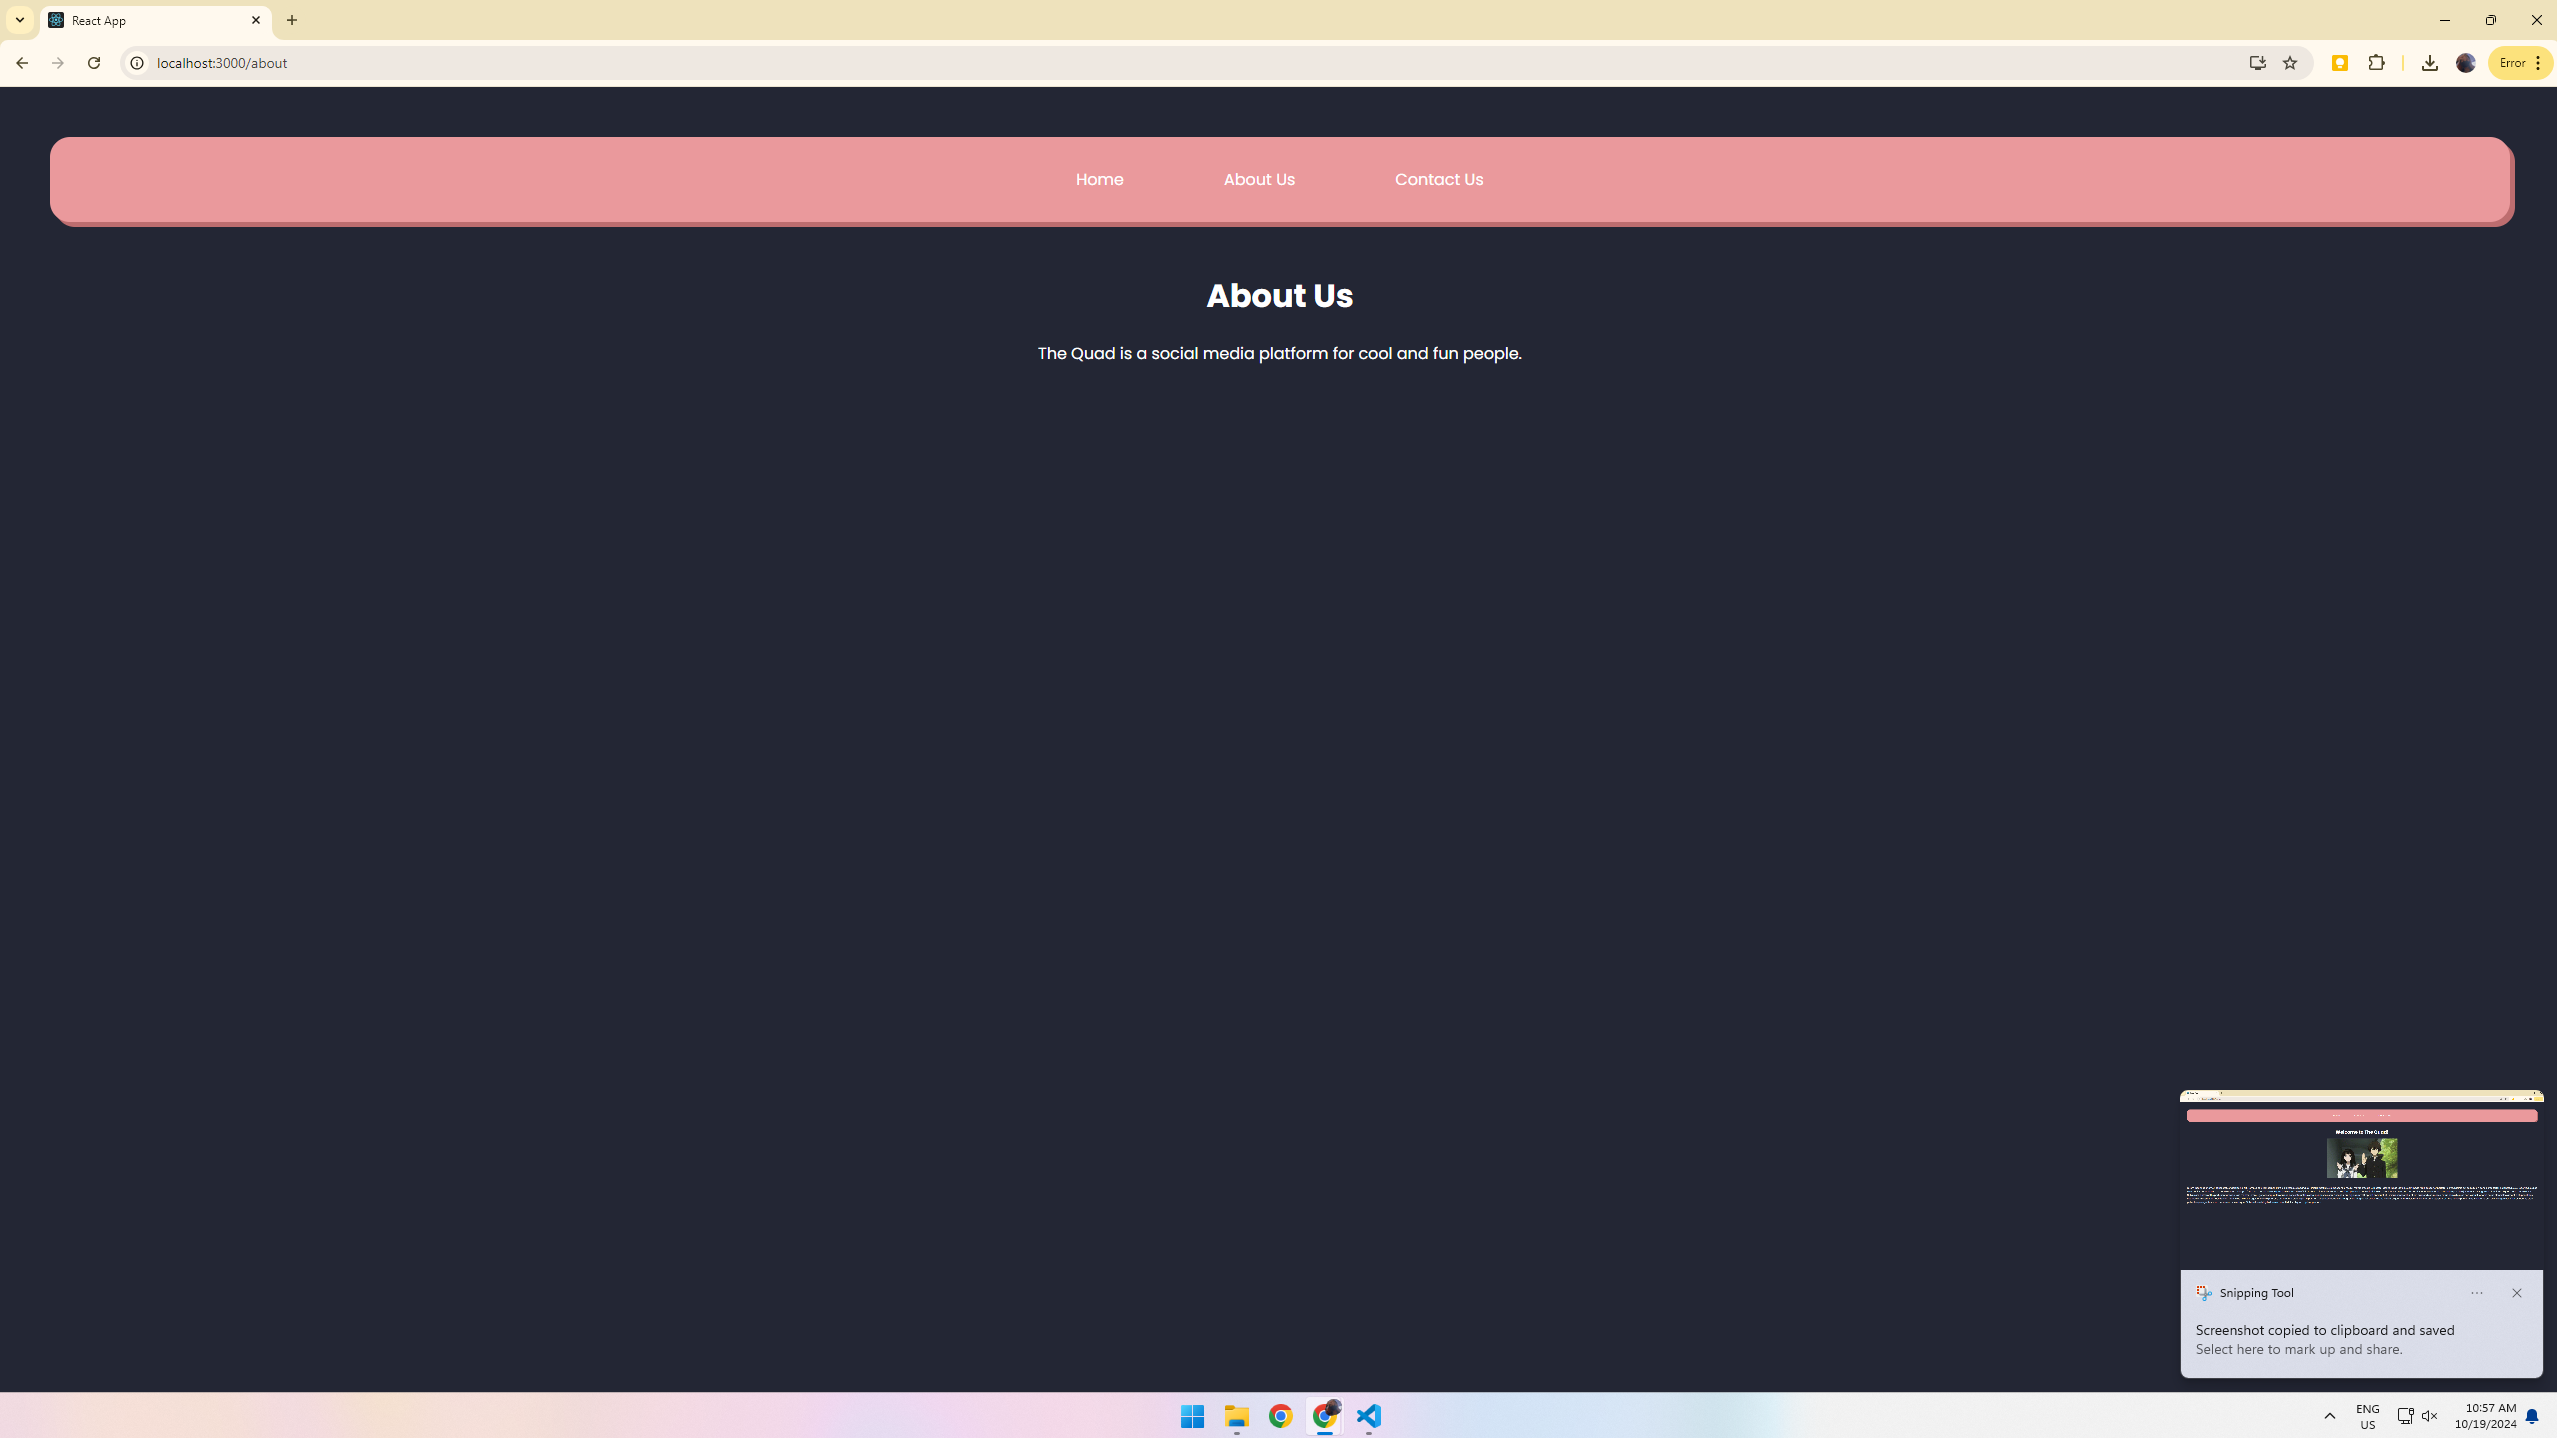 React App
localhost:3000/about
Error
Home
About Us
Contact Us
About Us
The Quad is a social media platform for cool and fun people.
Welcome to The Quad!
Snipping Tool
Screenshot copied to clipboard and saved
Select here to mark up and share.
ENG
US
10:57 AM
10/19/2024